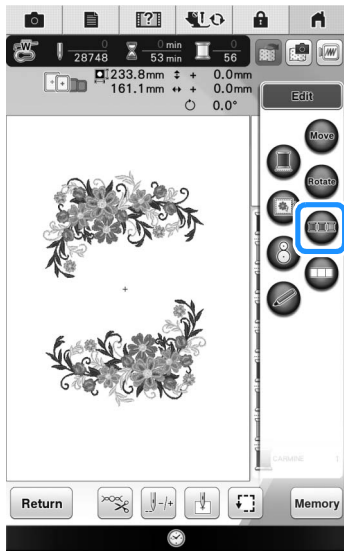 0
28748
0 min
53 min
0
56
233.8mm + 0.0mm
161.1mm + 0.0mm
0.0°
Edit
Move
Rotate
CARMINE
Return
-/+
Memory